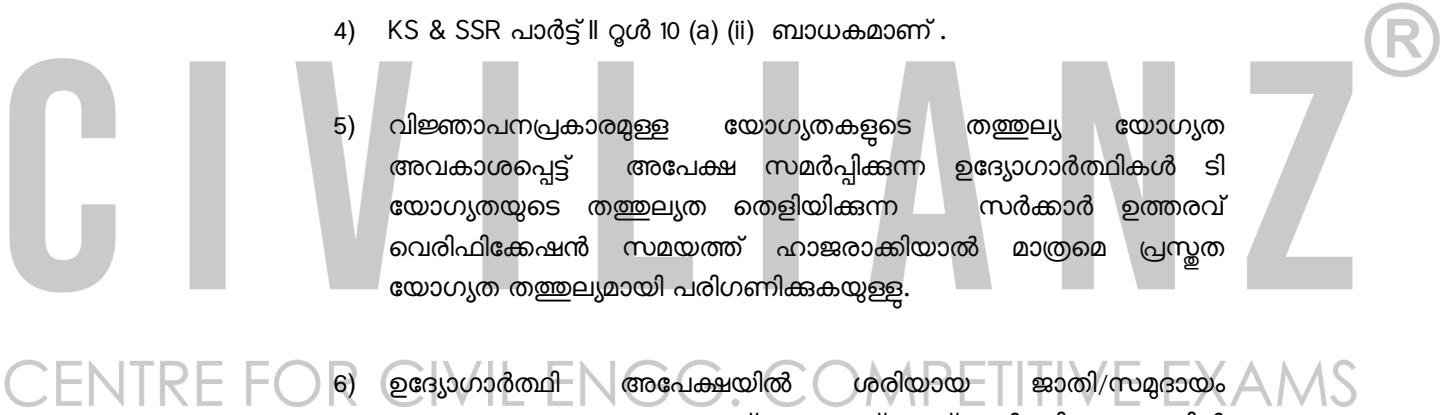 4) KS & SSR പാർട്ട് II റൂൾ 10 (a) (ii) ബാധകമാണ് .
®
CIVILIANZ
5) വിജ്ഞാപനപ്രകാരമുള്ള യോഗ്യതകളുടെ തത്തുല്യ യോഗ്യത
അവകാശപ്പെട്ട് അപേക്ഷ സമർപ്പിക്കുന്ന ഉദ്യോഗാർത്ഥികൾ ടി
യോഗ്യതയുടെ തത്തുല്യത തെളിയിക്കുന്ന സർക്കാർ ഉത്തരവ്
വെരിഫിക്കേഷൻ സമയത്ത് ഹാജരാക്കിയാൽ മാത്രമെ പ്രസ്തുത
യോഗ്യത തത്തുല്യമായി പരിഗണിക്കുകയുള്ളു.
CENTRE FOR CIVIL ENGG. COMPETITIVE EXAMS
6) ഉദ്യോഗാർത്ഥി അപേക്ഷയിൽ ശരിയായ ജാതി/സമുദായം